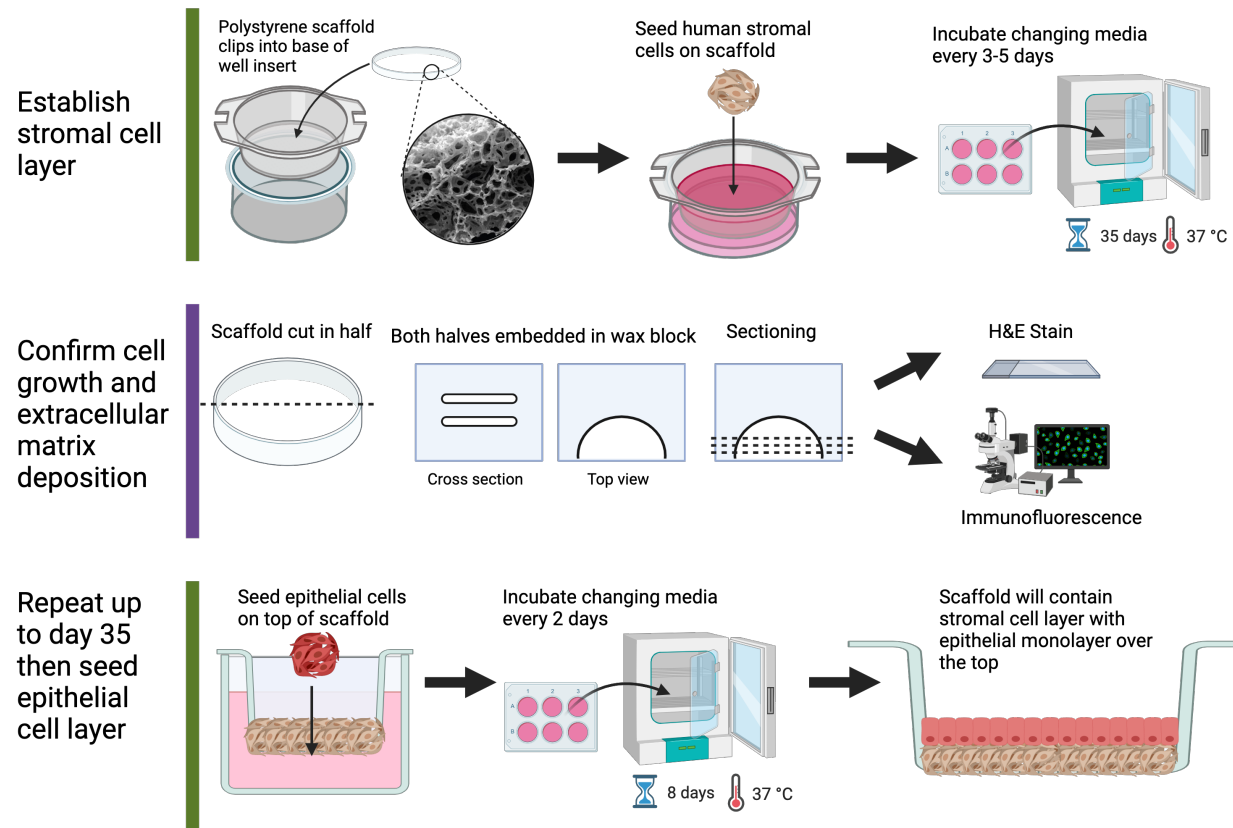 Establish
stromal cell
layer
Polystyrene scaffold
clips into base of
well insert
Seed human stromal
cells on scaffold
Incubate changing media
every 3-5 days
1 2 3
A
B
35 days 37 °C
Confirm cell
growth and
extracellular
matrix
deposition
Scaffold cut in half
Both halves embedded in wax block
Cross section
Top view
Sectioning
H&E Stain
Immunofluorescence
Repeat up
to day 35
then seed
epithelial
cell layer
Seed epithelial cells
on top of scaffold
Incubate changing media
every 2 days
1 2 3
A
B
8 days 37 °C
Scaffold will contain
stromal cell layer with
epithelial monolayer over
the top